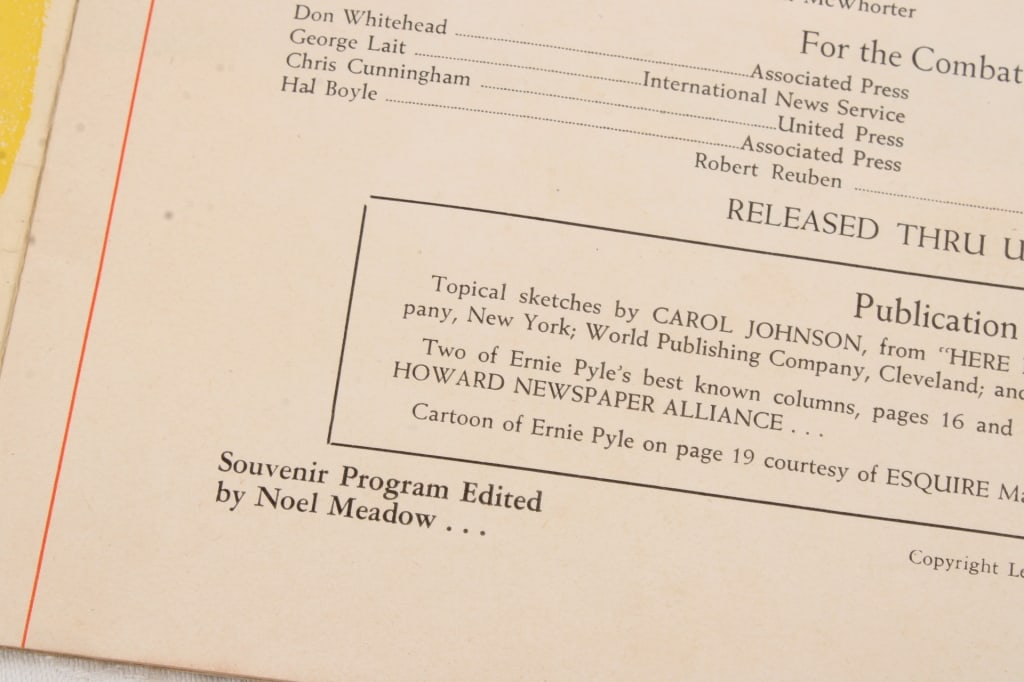 McWhorter
For the Combat
Don Whitehead ........ Associated Press
George Lait ........ International News Service
Chris Cunningham ........ United Press
Hal Boyle ........ Associated Press
Robert Reuben ........
RELEASED THRU
Publication
Topical sketches by CAROL JOHNSON, from "HERE
pany, New York; World Publishing Company, Cleveland; and
Two of Ernie Pyle's best known columns, pages 16 and
HOWARD NEWSPAPER ALLIANCE . . .
Cartoon of Ernie Pyle on page 19 courtesy of ESQUIRE
Souvenir Program Edited
by Noel Meadow . . .
Copyright